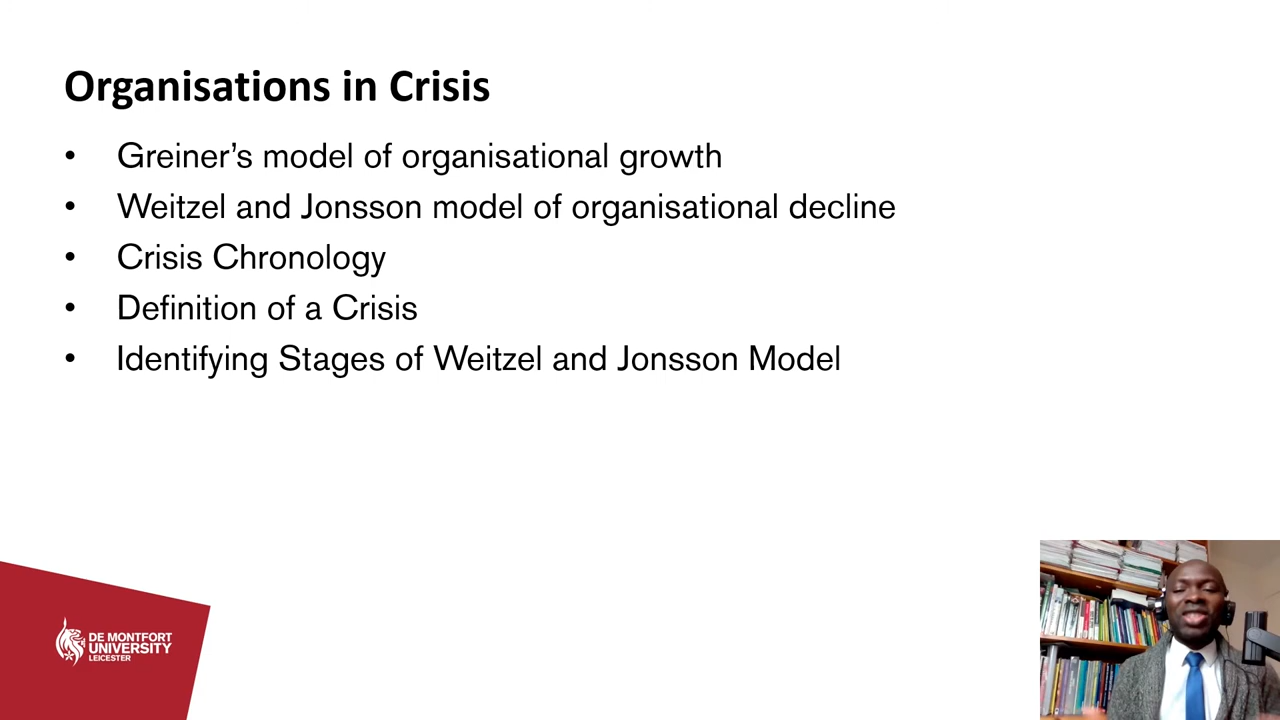 Organisations in Crisis
• Greiner’s model of organisational growth
• Weitzel and Jonsson model of organisational decline
• Crisis Chronology
• Definition of a Crisis
• Identifying Stages of Weitzel and Jonsson Model
DE MONTFORT
UNIVERSITY
LEICESTER